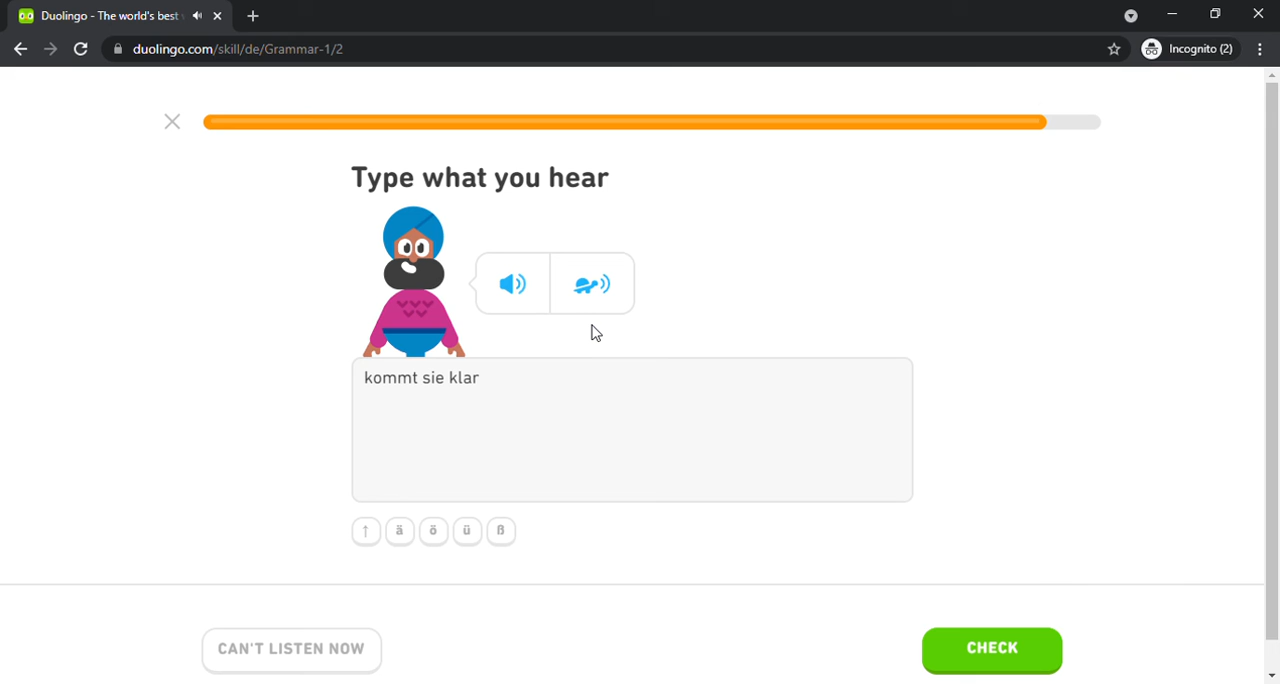 Duolingo - The world's best
duolingo.com/skill/de/Grammar-1/2
Incognito (2)
Type what you hear
kommt sie klar
↑ ä ö ü ß
CAN'T LISTEN NOW
CHECK